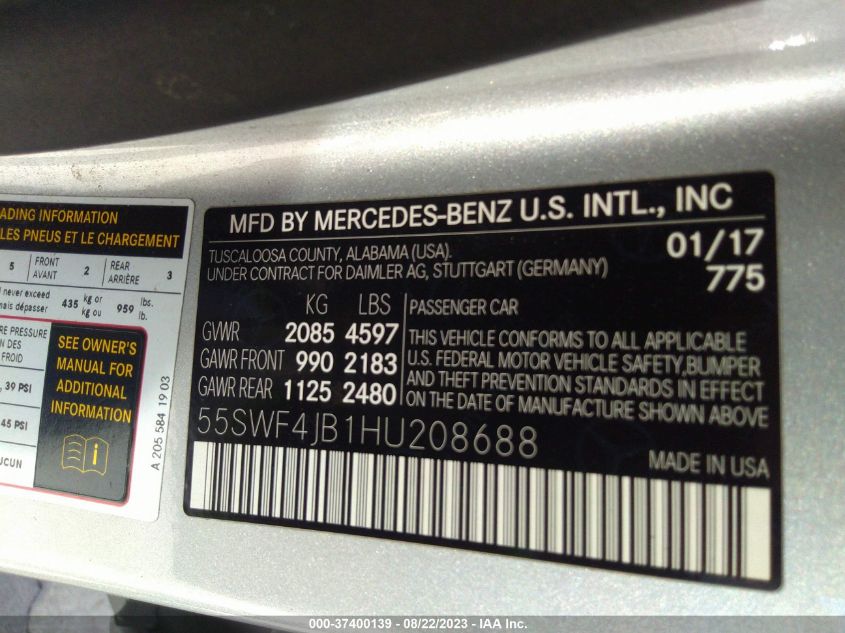 ADING INFORMATION
LES PNEUS ET LE CHARGEMENT
5 FRONT AVANT 2 REAR ARRIÈRE 3
never exceed
mais dépasser 435 kg or kg ou 959 lbs. lb.
RE PRESSURE
ON DES
FROID
, 39 PSI
45 PSI
UCUN
SEE OWNER'S
MANUAL FOR
ADDITIONAL
INFORMATION
A 205 584 19 03
MFD BY MERCEDES-BENZ U.S. INTL., INC
TUSCALOOSA COUNTY, ALABAMA (USA).
UNDER CONTRACT FOR DAIMLER AG, STUTTGART (GERMANY)
01/17
775
KG LBS
GVWR 2085 4597
GAWR FRONT 990 2183
GAWR REAR 1125 2480
PASSENGER CAR
THIS VEHICLE CONFORMS TO ALL APPLICABLE
U.S. FEDERAL MOTOR VEHICLE SAFETY,BUMPER
AND THEFT PREVENTION STANDARDS IN EFFECT
ON THE DATE OF MANUFACTURE SHOWN ABOVE
55SWF4JB1HU208688
MADE IN USA
000-37400139 - 08/22/2023 - IAA Inc.